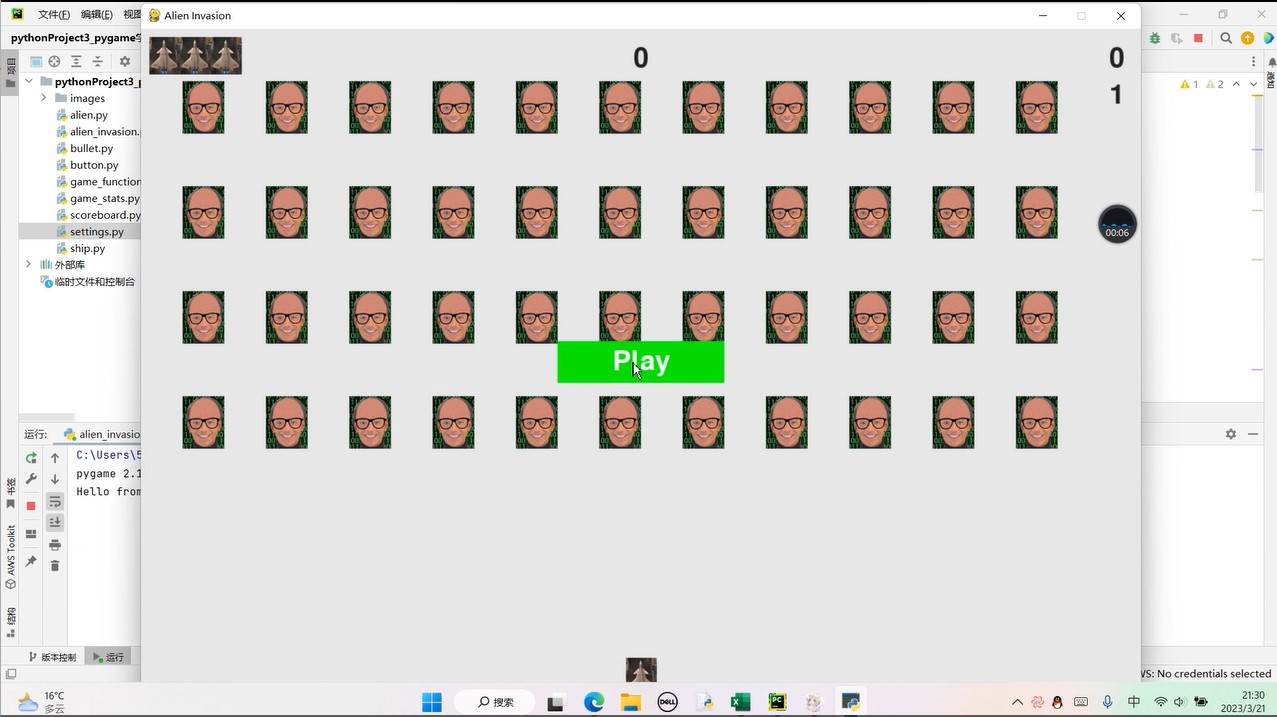 文件(F) 编辑(E) 视图
Alien Invasion
pythonProject3_pygame
项目
pythonProject3_
images
alien.py
alien_invasion.
bullet.py
button.py
game_function
game_stats.py
scoreboard.py
settings.py
ship.py
外部库
临时文件和控制台
0
0
1
1 2
通知
00:06
Play
运行: alien_invasio
C:\Users\5
pygame 2.1
Hello from
书签
AWS Toolkit
结构
版本控制 运行
WS: No credentials selected
16°C
多云
搜索
DELL
中
21:30
2023/3/21